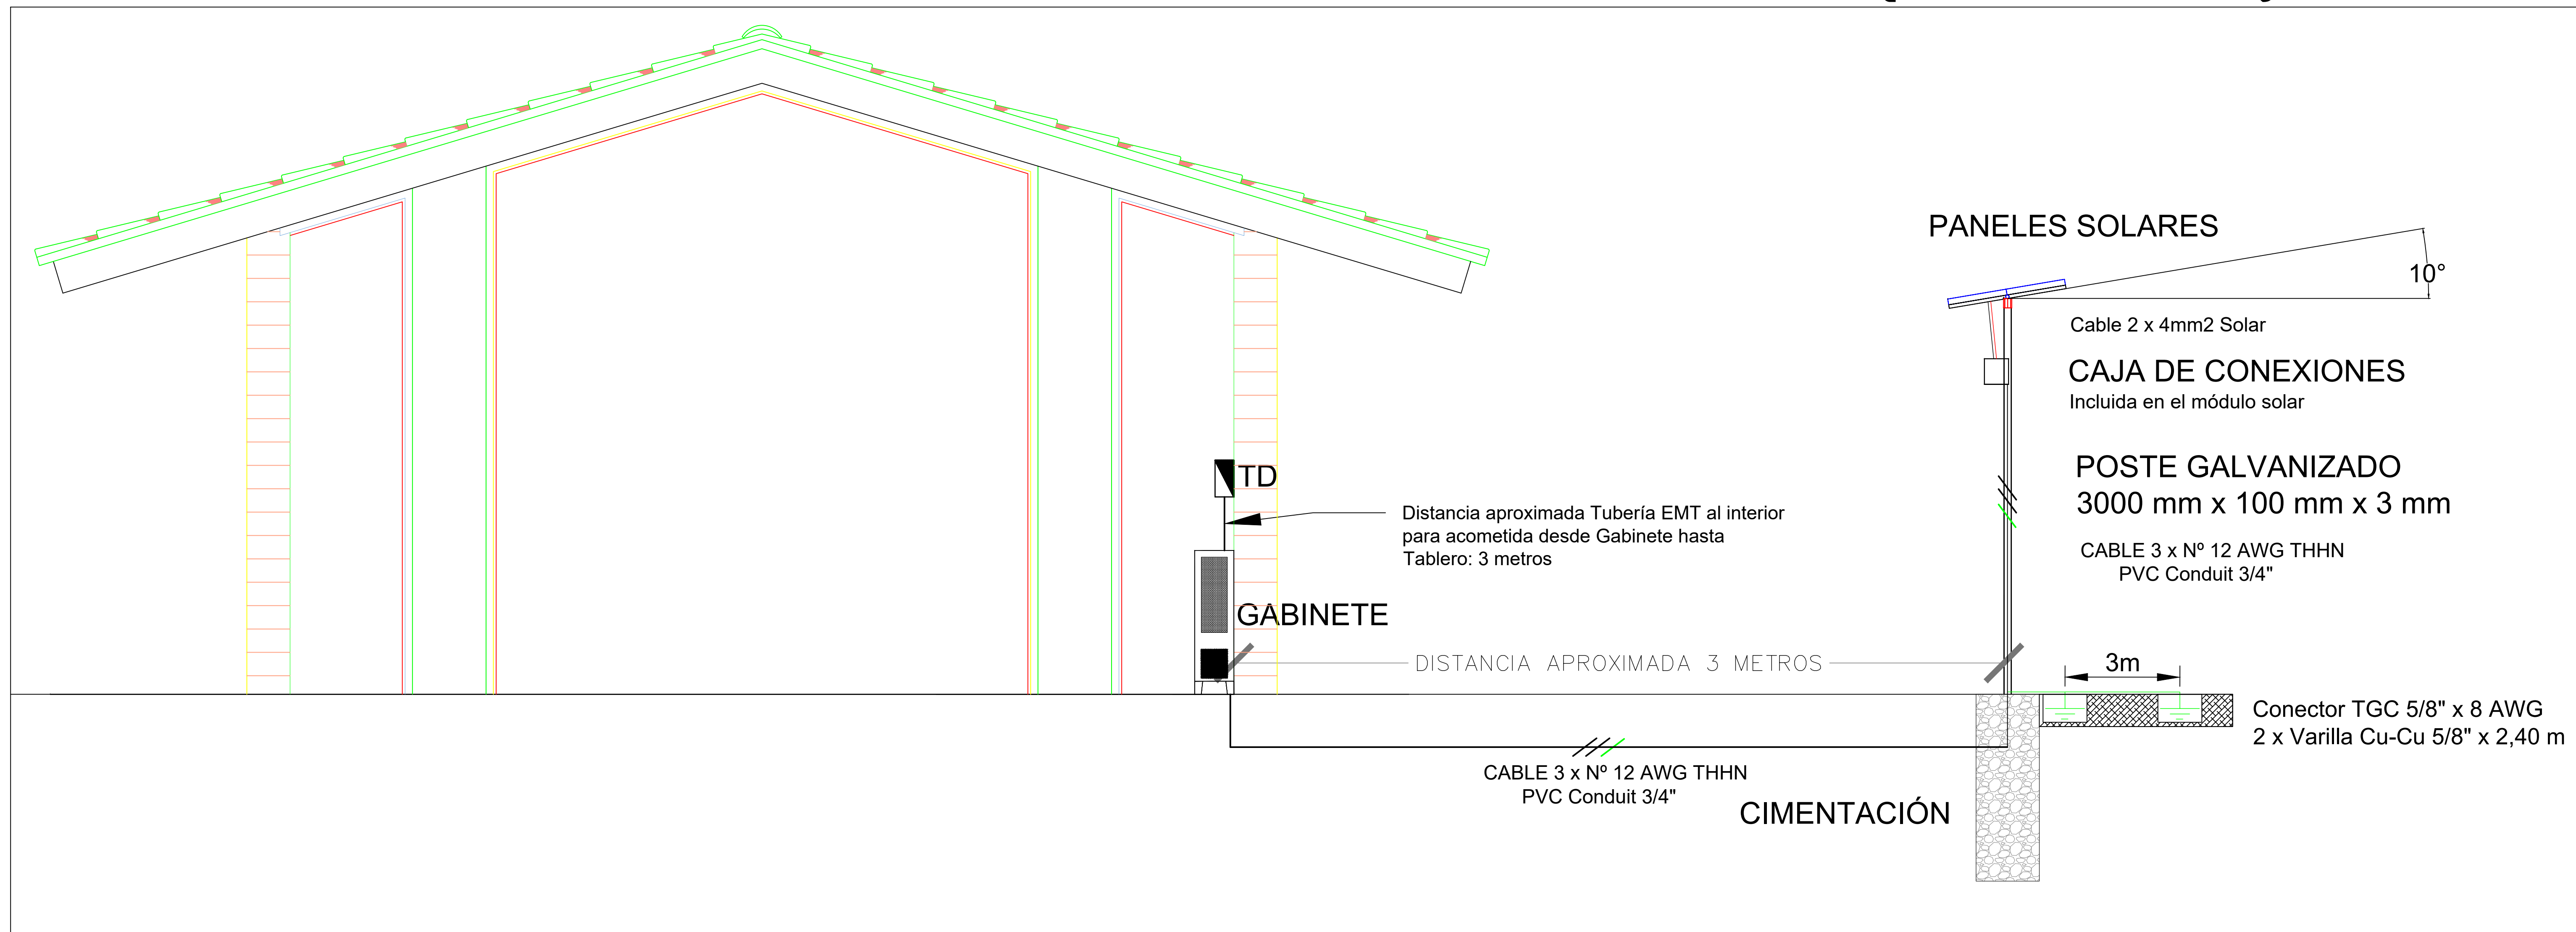 PANELES SOLARES
10°
Cable 2 x 4mm2 Solar
CAJA DE CONEXIONES
Incluida en el módulo solar
POSTE GALVANIZADO
3000 mm x 100 mm x 3 mm
CABLE 3 x Nº 12 AWG THHN
PVC Conduit 3/4"
TD
Distancia aproximada Tubería EMT al interior
para acometida desde Gabinete hasta
Tablero: 3 metros
GABINETE
DISTANCIA APROXIMADA 3 METROS
3m
Conector TGC 5/8" x 8 AWG
2 x Varilla Cu-Cu 5/8" x 2,40 m
CABLE 3 x Nº 12 AWG THHN
PVC Conduit 3/4"
CIMENTACIÓN